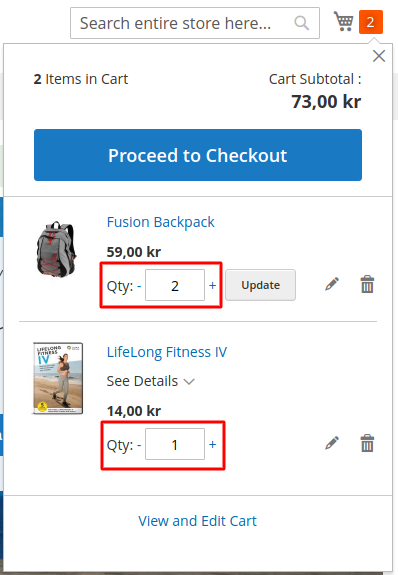 Search entire store here...
2
2 Items in Cart
Cart Subtotal :
73,00 kr
Proceed to Checkout
Fusion Backpack
59,00 kr
Qty: - 2 + Update
LIFELONG
FITNESS
IV
LifeLong Fitness IV
See Details
14,00 kr
Qty: - 1 +
View and Edit Cart